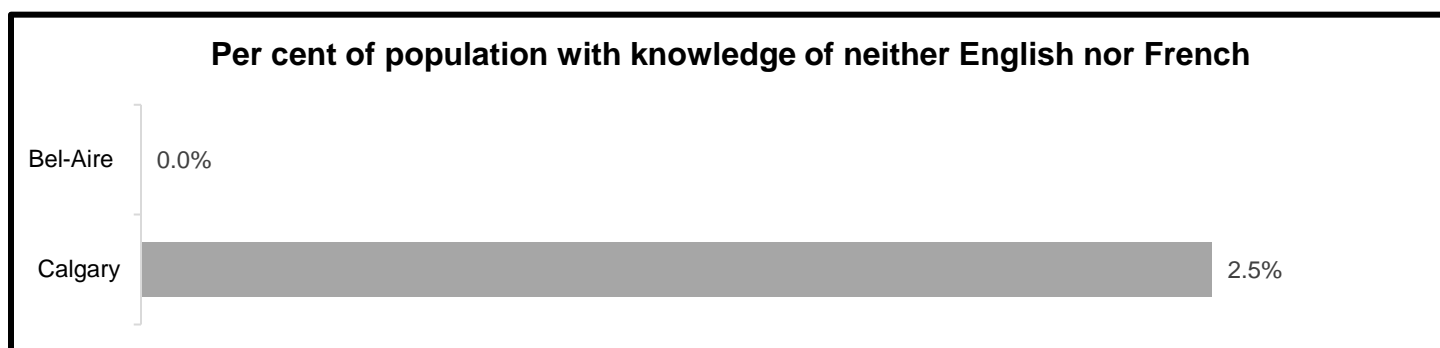 Per cent of population with knowledge of neither English nor French
Bel-Aire 0.0%
Calgary 2.5%